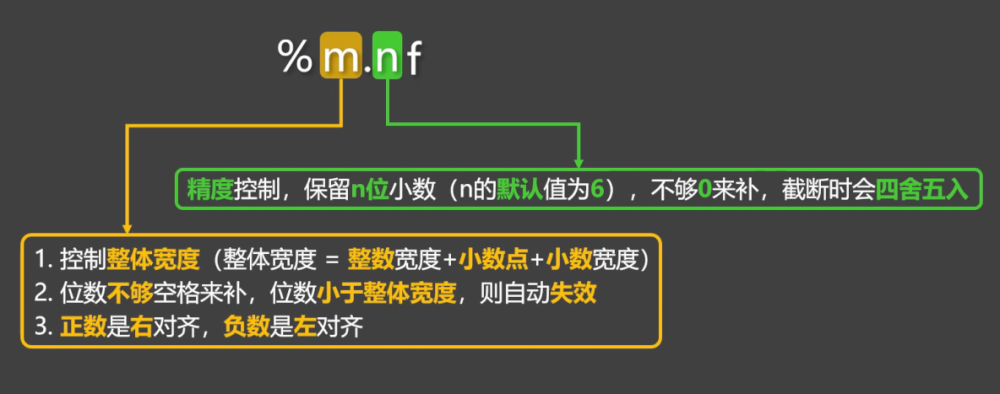 %m.nf
精度控制，保留n位小数（n的默认值为6），不够0来补，截断时会四舍五入
1. 控制整体宽度（整体宽度 = 整数宽度+小数点+小数宽度）
2. 位数不够空格来补，位数小于整体宽度，则自动失效
3. 正数是右对齐，负数是左对齐